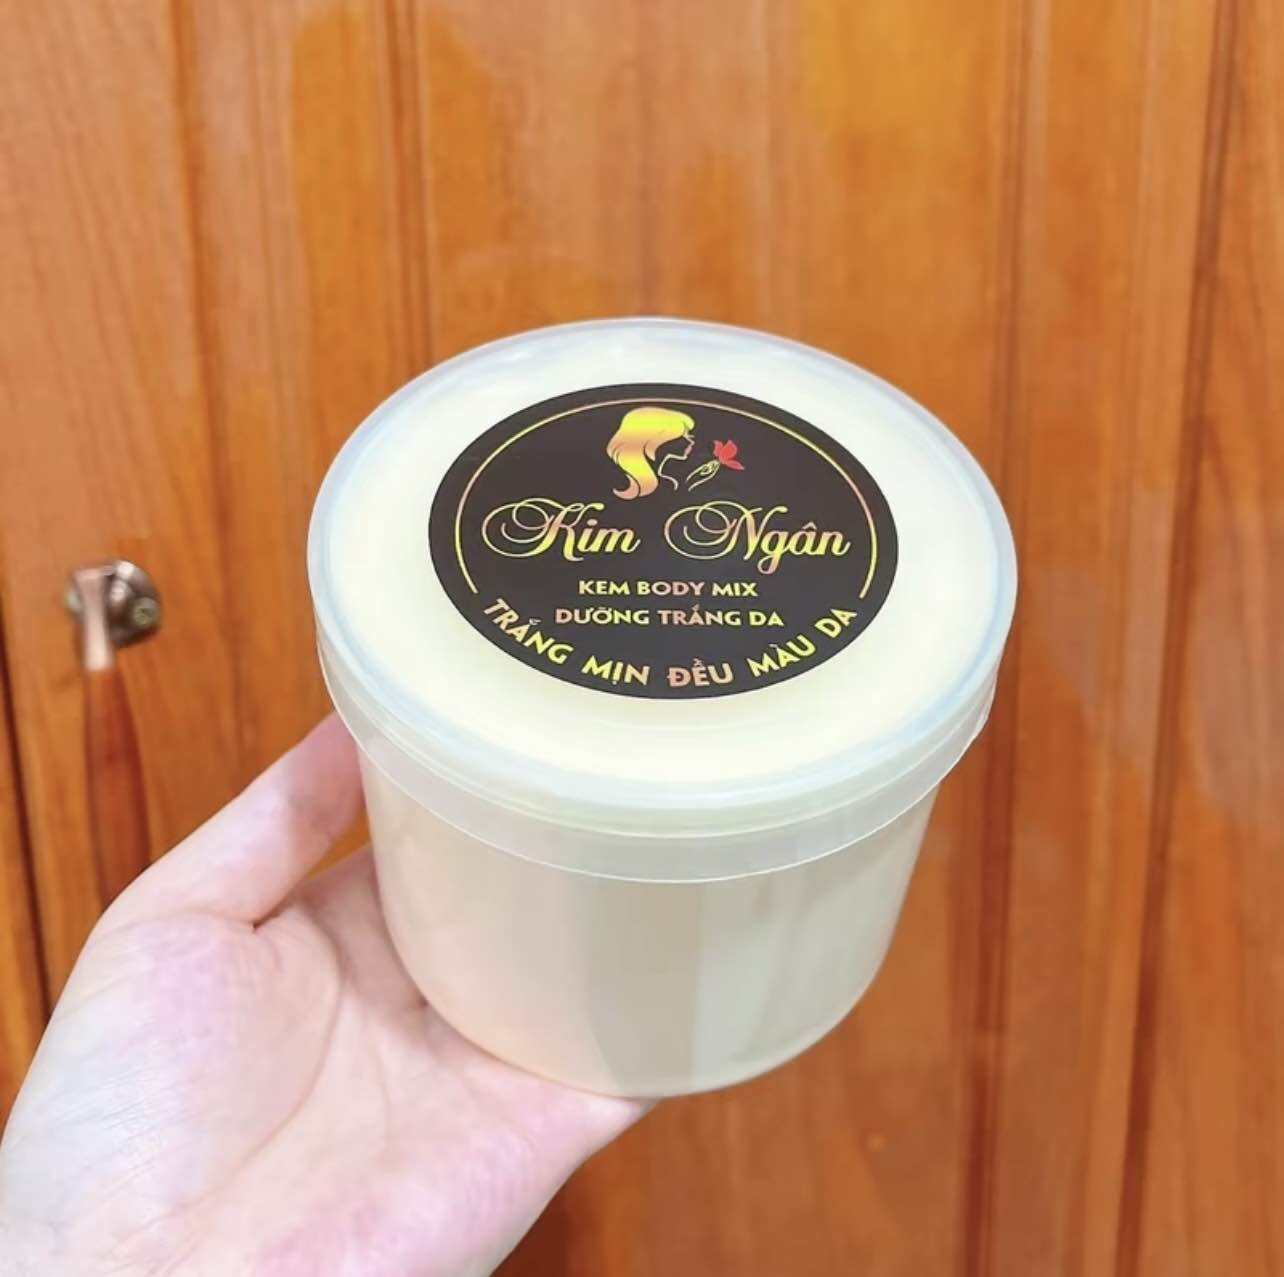 Kim Ngân
KEM BODY MIX
DƯỠNG TRẮNG DA
TRẮNG MỊN ĐỀU MÀU DA